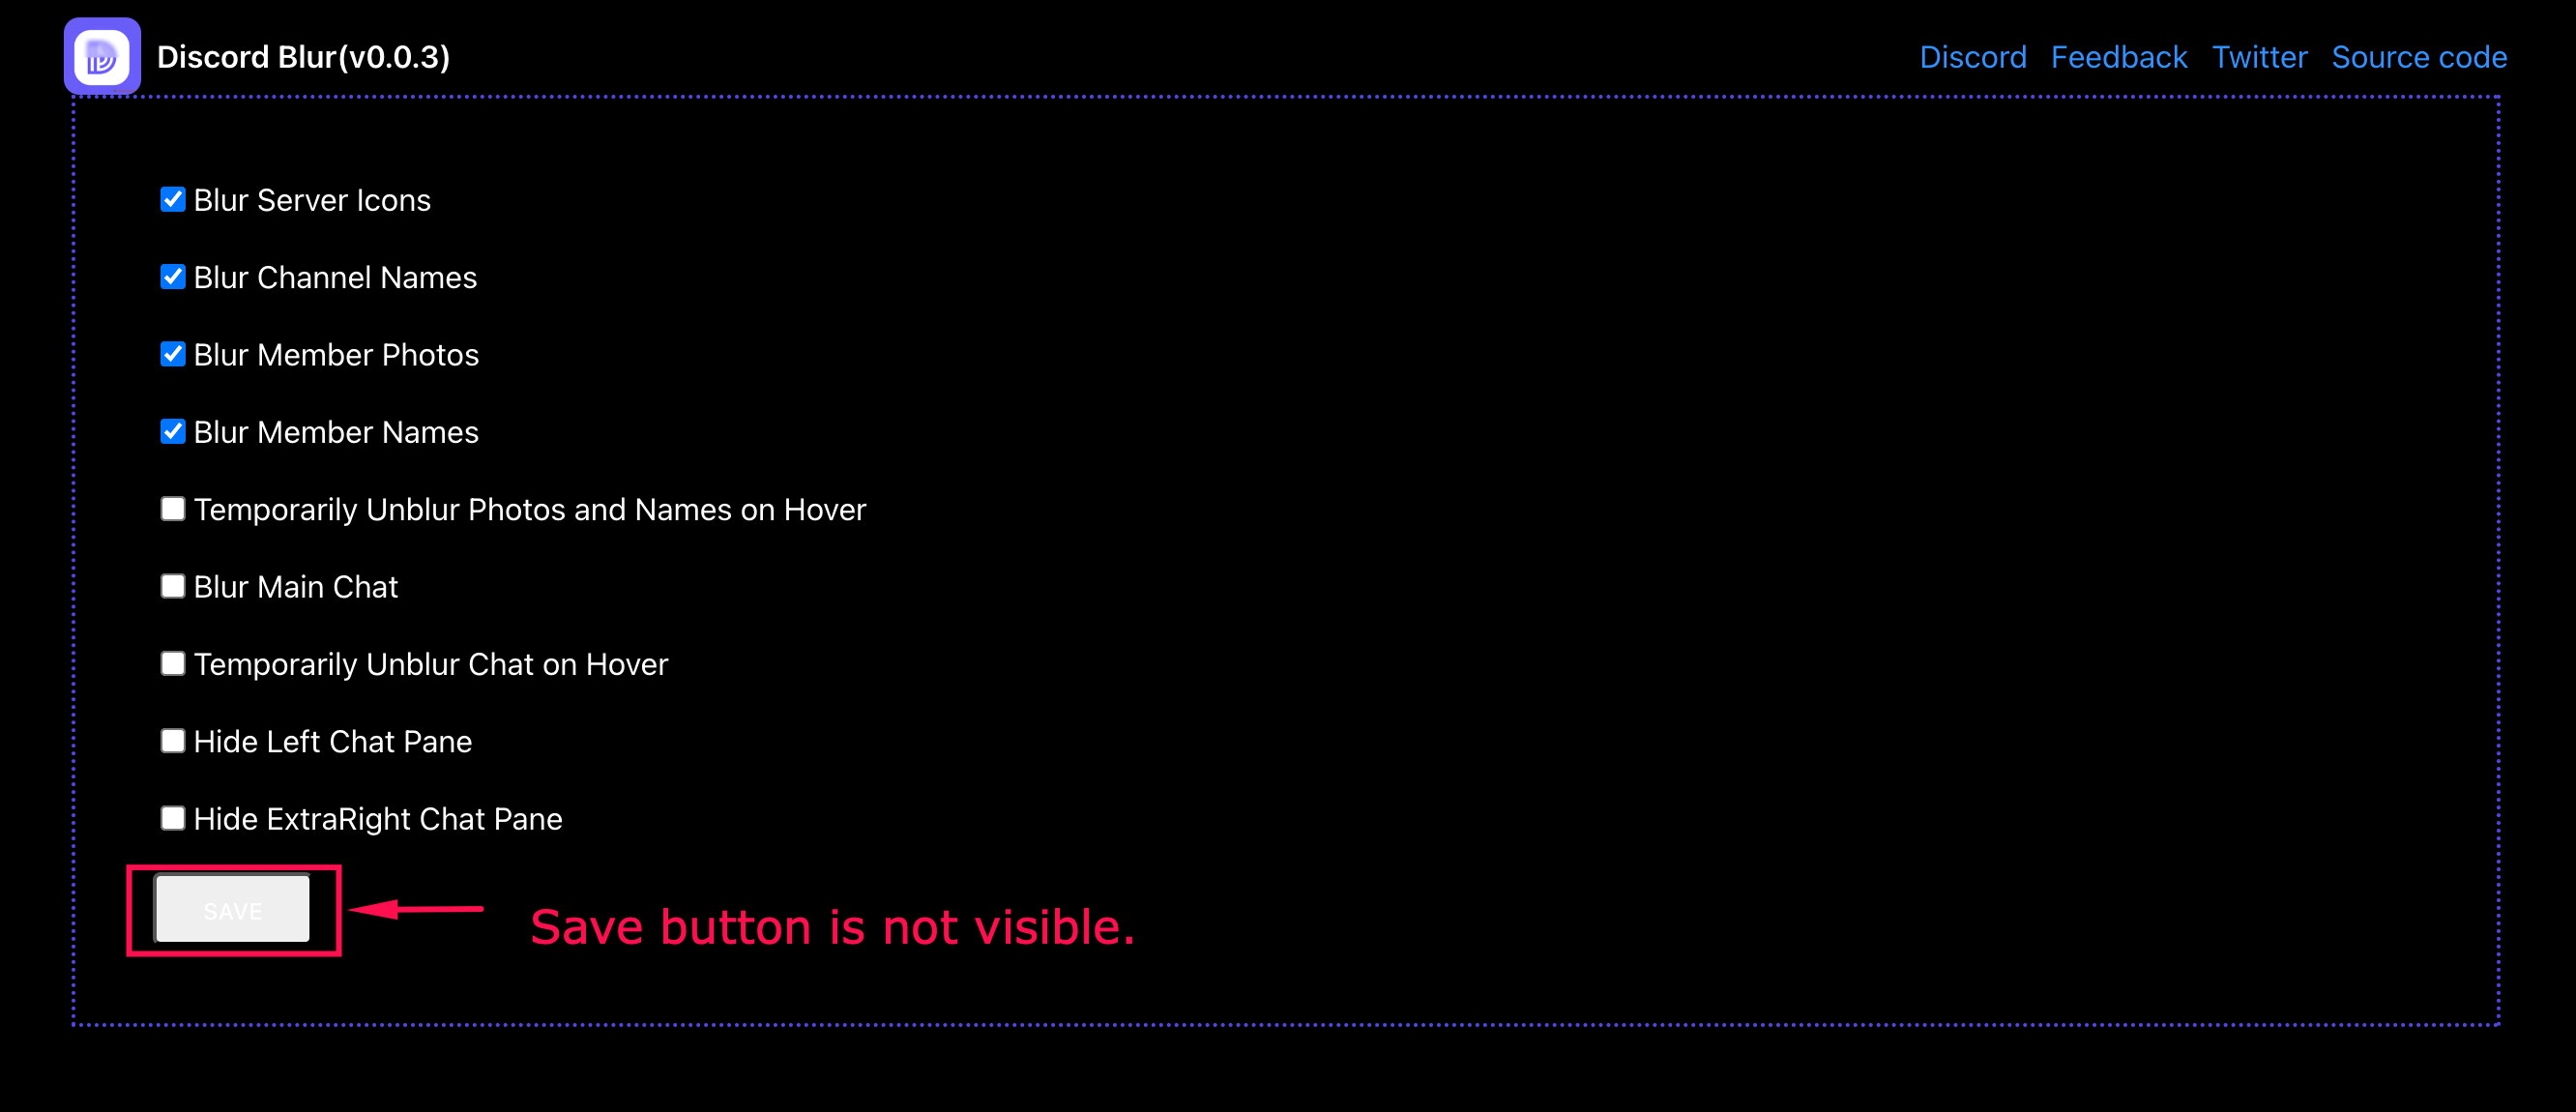 Discord Blur(v0.0.3)
Discord Feedback Twitter Source code
Blur Server Icons
Blur Channel Names
Blur Member Photos
Blur Member Names
Temporarily Unblur Photos and Names on Hover
Blur Main Chat
Temporarily Unblur Chat on Hover
Hide Left Chat Pane
Hide ExtraRight Chat Pane
SAVE
Save button is not visible.